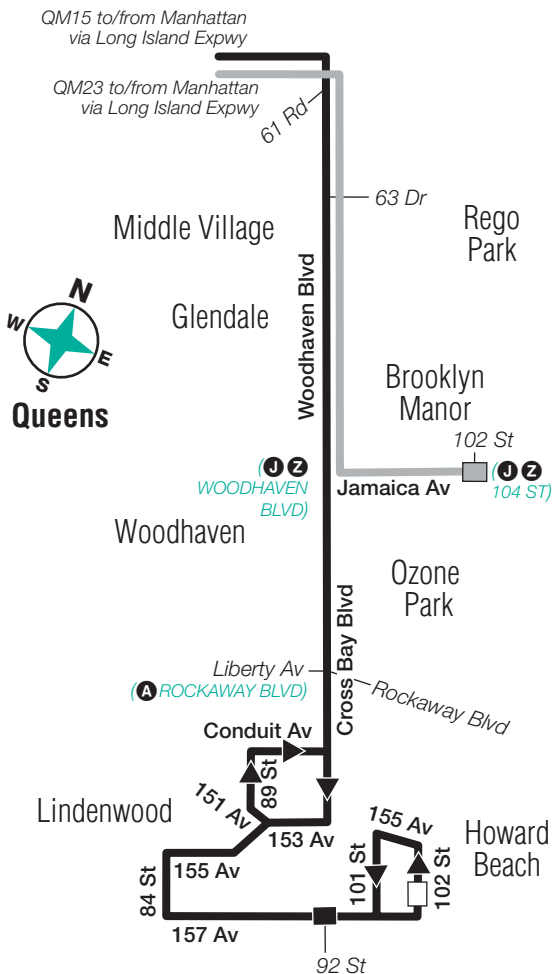 QM15 to/from Manhattan
via Long Island Expwy
QM23 to/from Manhattan
via Long Island Expwy
61 Rd
63 Dr
Middle Village
Rego
Park
Woodhaven Blvd
Glendale
N
W
E
S
Queens
Brooklyn
Manor
102 St
(J Z
WOODHAVEN
BLVD)
Jamaica Av
(J Z
104 ST)
Woodhaven
Ozone
Park
Cross Bay Blvd
Liberty Av
(A ROCKAWAY BLVD)
Rockaway Blvd
Conduit Av
89 St
151 Av
Lindenwood
153 Av
155 Av
Howard
Beach
155 Av
84 St
101 St
102 St
157 Av
92 St